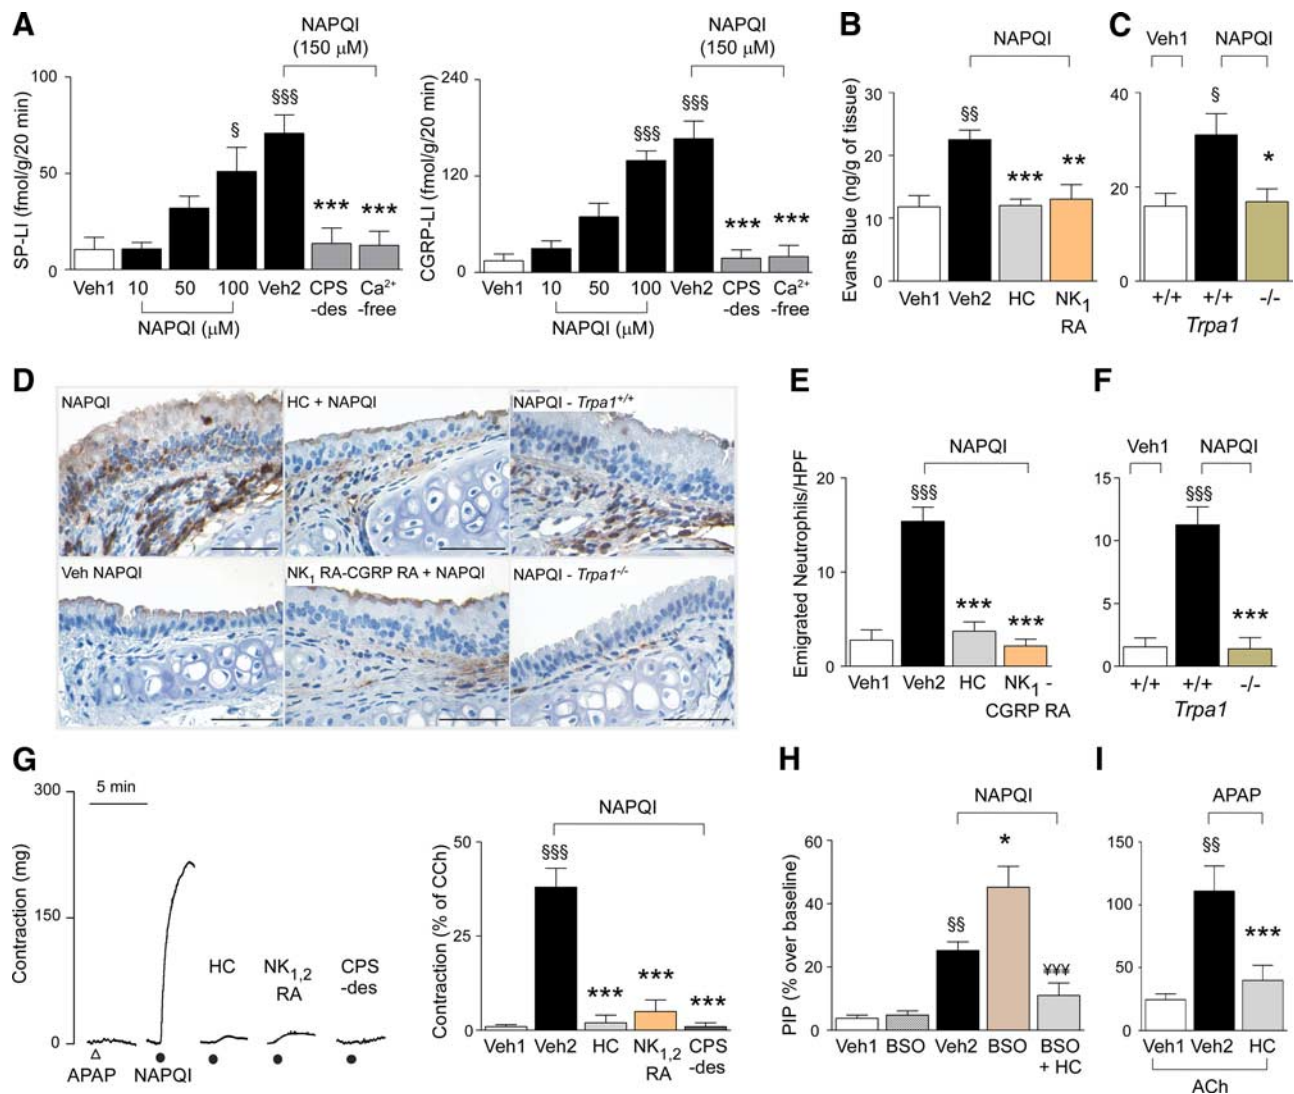 A
NAPQI
(150 µM)
SP-LI (fmol/g/20 min)
100
50
0
§
§§§
***
***
Veh1
10
50
100
Veh2
CPS
-des
Ca²⁺
-free
NAPQI (µM)
NAPQI
(150 µM)
CGRP-LI (fmol/g/20 min)
240
120
0
§§§
§§§
***
***
Veh1
10
50
100
Veh2
CPS
-des
Ca²⁺
-free
NAPQI (µM)
B
NAPQI
Evans Blue (ng/g of tissue)
30
20
10
0
§§
***
**
Veh1
Veh2
HC
NK₁
RA
C
Veh1
NAPQI
40
20
0
§
*
+/+
+/+
-/-
Trpa1
D
NAPQI
HC + NAPQI
NAPQI - Trpa1⁺/⁺
Veh NAPQI
NK₁ RA-CGRP RA + NAPQI
NAPQI - Trpa1⁻/⁻
E
NAPQI
Emigrated Neutrophils/HPF
20
10
0
§§§
***
***
Veh1
Veh2
HC
NK₁ -
CGRP RA
F
Veh1
NAPQI
15
10
5
0
§§§
***
+/+
+/+
-/-
Trpa1
G
5 min
Contraction (mg)
300
150
0
HC
NK₁,₂
RA
CPS
-des
APAP
NAPQI
NAPQI
Contraction (% of CCh)
50
25
0
§§§
***
***
***
Veh1
Veh2
HC
NK₁,₂
RA
CPS
-des
H
NAPQI
PIP (% over baseline)
60
40
20
0
§§
*
¥¥¥
Veh1
BSO
Veh2
BSO
BSO
+ HC
I
APAP
150
100
50
0
§§
***
Veh1
Veh2
HC
ACh